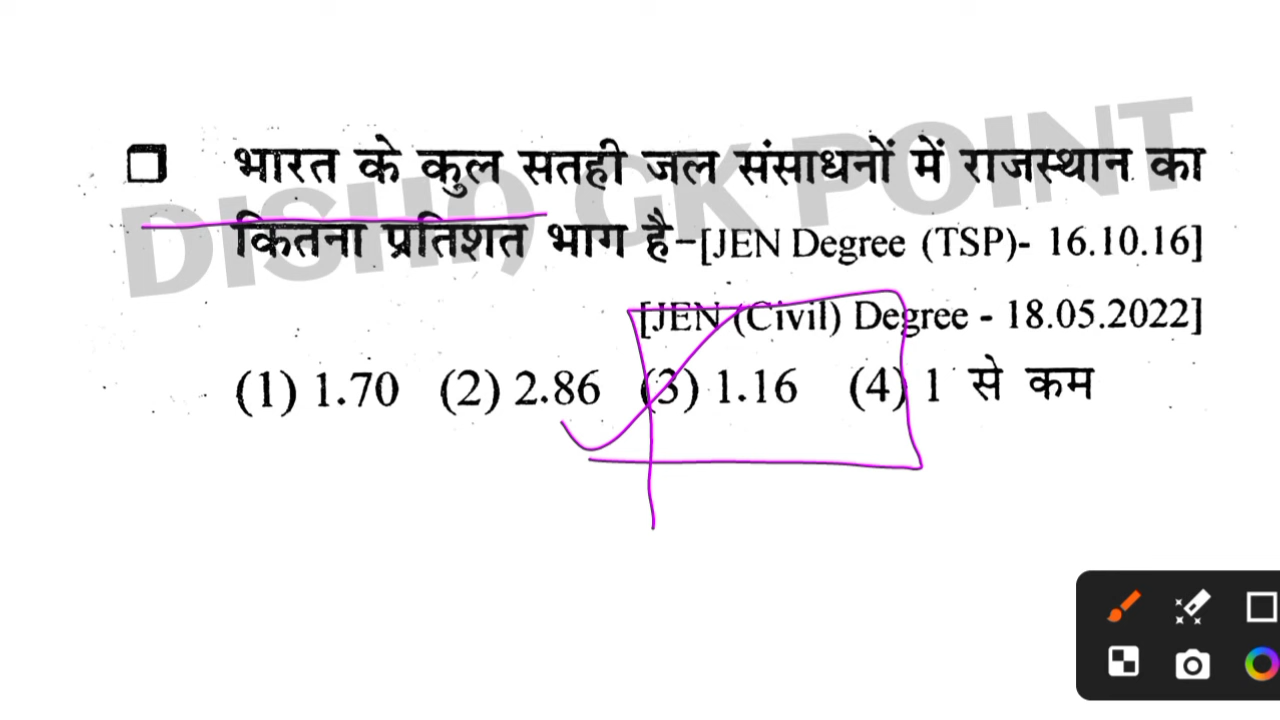 भारत के कुल सतही जल संसाधनों में राजस्थान का
कितना प्रतिशत भाग है–[JEN Degree (TSP)- 16.10.16]
[JEN (Civil) Degree - 18.05.2022]
(1) 1.70 (2) 2.86 (3) 1.16 (4) 1 से कम
GK POINT